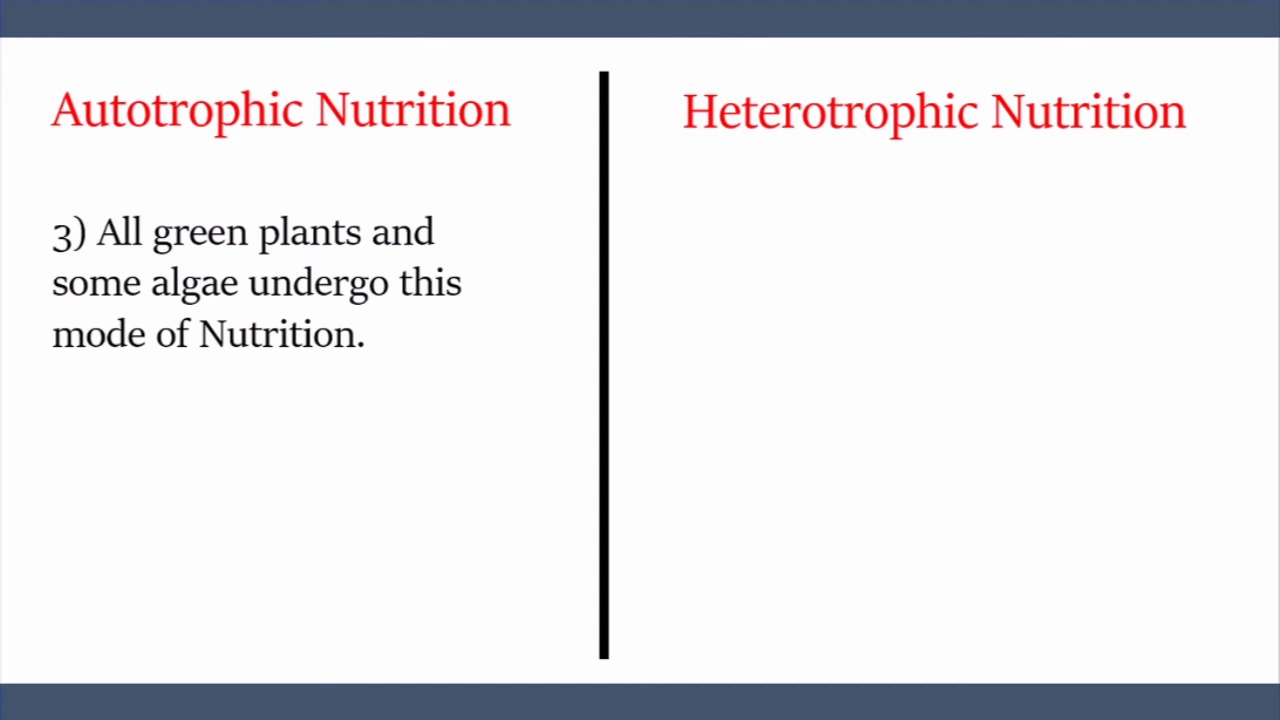 Autotrophic Nutrition
3) All green plants and
some algae undergo this
mode of Nutrition.
Heterotrophic Nutrition